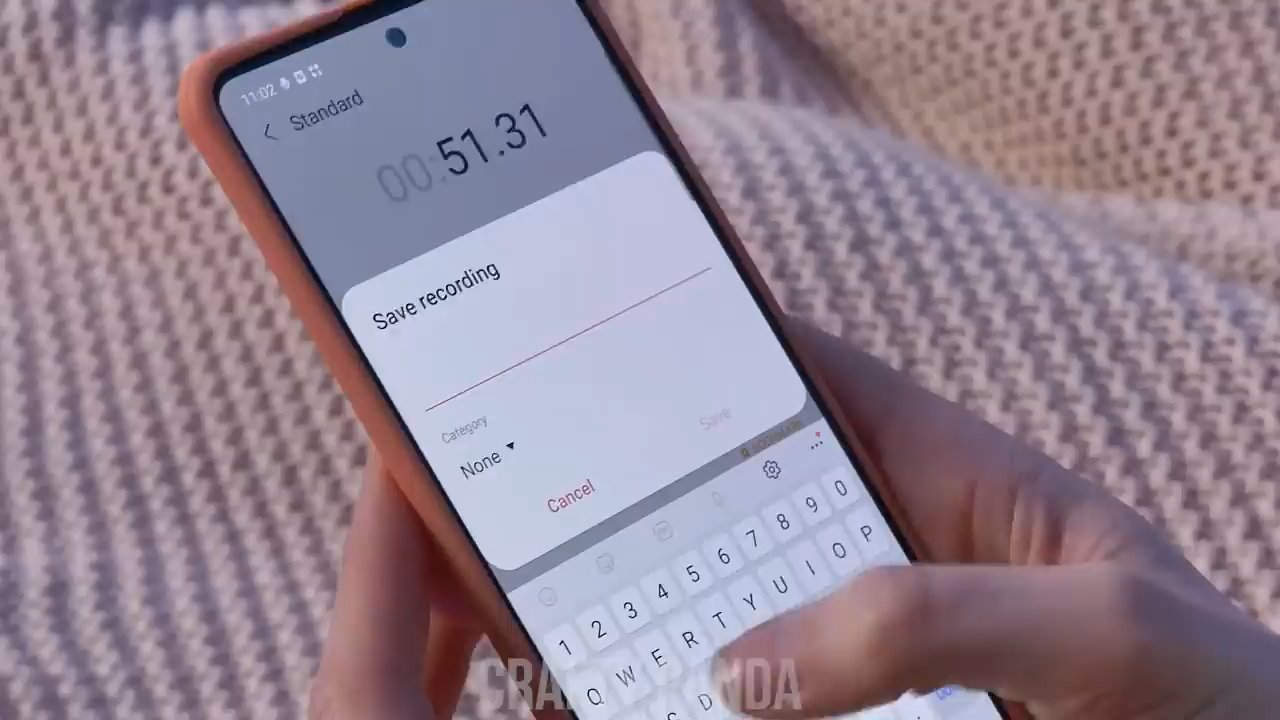 11:02
Standard
00:51.31
Save recording
Category
None
Cancel
Save
1 2 3 4 5 6 7 8 9 0
Q W E R T Y U I O P
D